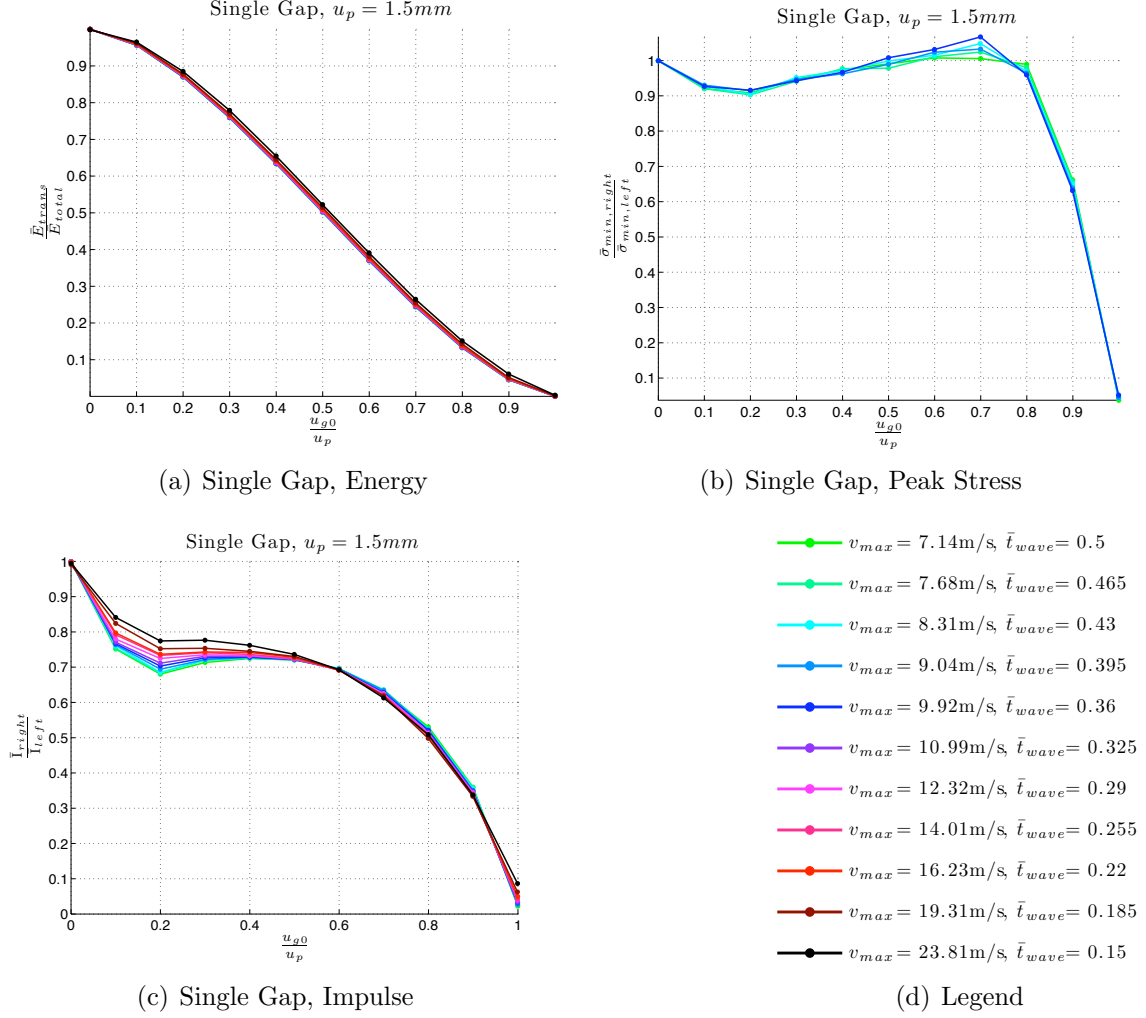 Single Gap, u_p = 1.5mm
0.9
0.8
0.7
0.6
0.5
0.4
0.3
0.2
0.1
Ē_trans
Ē_total
0 0.1 0.2 0.3 0.4 0.5 0.6 0.7 0.8 0.9
u_g0
u_p
(a) Single Gap, Energy
Single Gap, u_p = 1.5mm
1
0.9
0.8
0.7
0.6
0.5
0.4
0.3
0.2
0.1
σ̄_min,right
σ̄_min,left
0 0.1 0.2 0.3 0.4 0.5 0.6 0.7 0.8 0.9
u_g0
u_p
(b) Single Gap, Peak Stress
Single Gap, u_p = 1.5mm
1
0.9
0.8
0.7
0.6
0.5
0.4
0.3
0.2
0.1
0
Ī_right
Ī_left
0 0.2 0.4 0.6 0.8 1
u_g0
u_p
(c) Single Gap, Impulse
v_max = 7.14m/s, t̄_wave = 0.5
v_max = 7.68m/s, t̄_wave = 0.465
v_max = 8.31m/s, t̄_wave = 0.43
v_max = 9.04m/s, t̄_wave = 0.395
v_max = 9.92m/s, t̄_wave = 0.36
v_max = 10.99m/s, t̄_wave = 0.325
v_max = 12.32m/s, t̄_wave = 0.29
v_max = 14.01m/s, t̄_wave = 0.255
v_max = 16.23m/s, t̄_wave = 0.22
v_max = 19.31m/s, t̄_wave = 0.185
v_max = 23.81m/s, t̄_wave = 0.15
(d) Legend